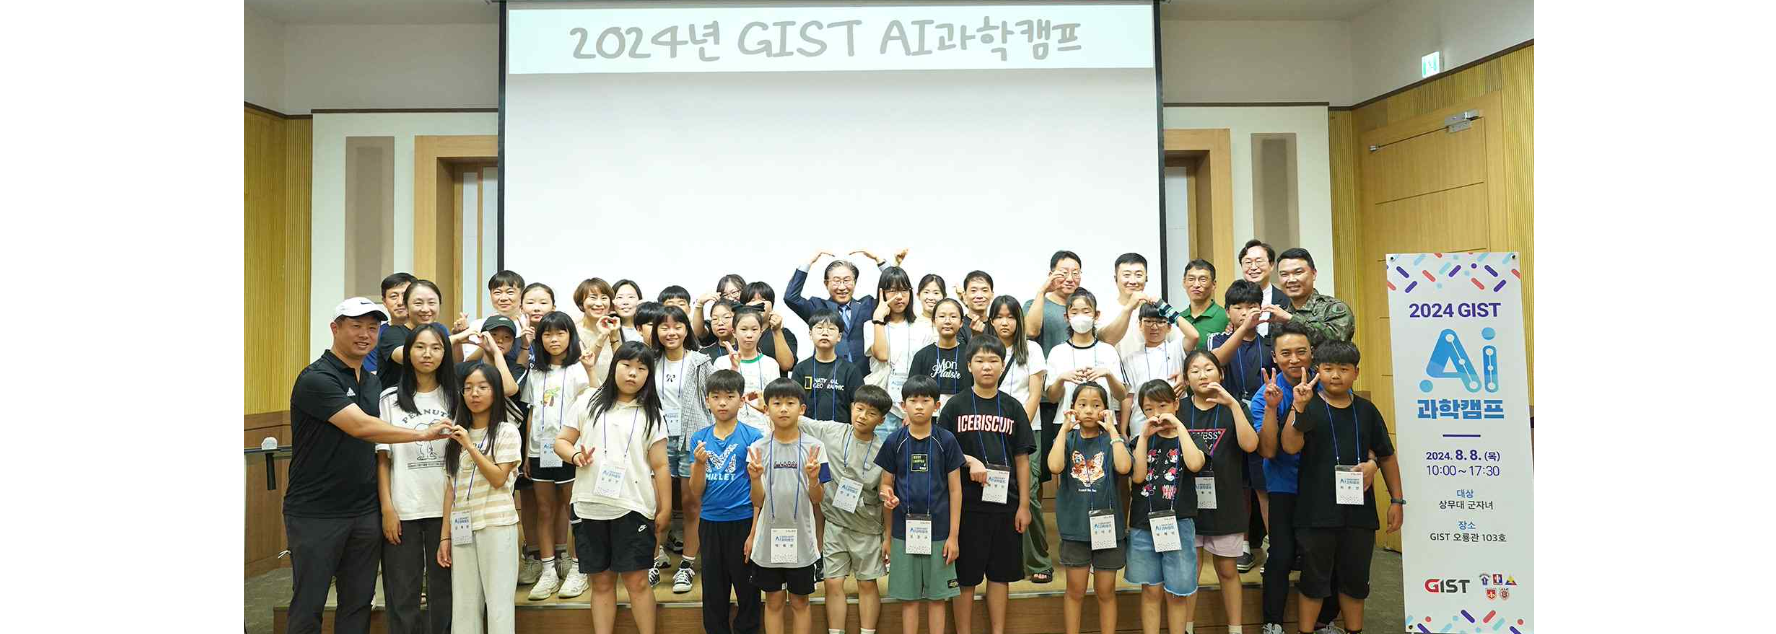 2024년 GIST AI과학캠프
2024 GIST
Ai
과학캠프
2024. 8. 8. (목)
10:00~17:30
대상
상무대 군자녀
장소
GIST 오룡관 103호
GIST
PEANUTS
NATIONAL
GEOGRAPHIC
ICEBISCUIT
MILLET